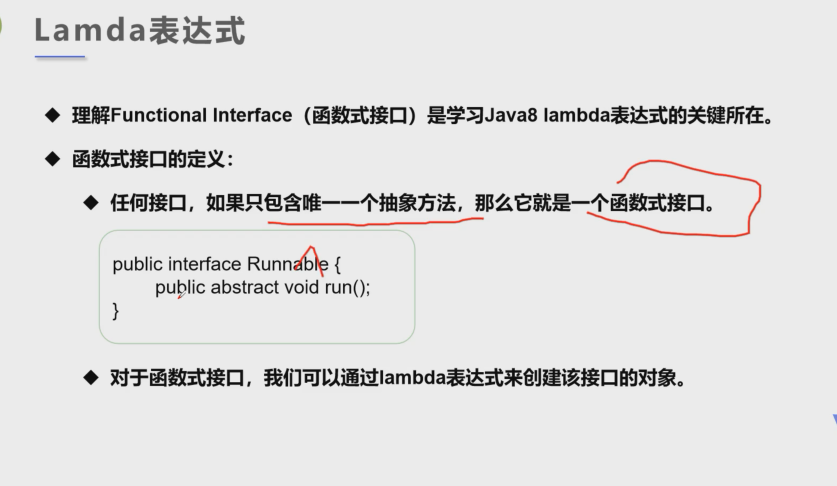 Lamda表达式
理解Functional Interface（函数式接口）是学习Java8 lambda表达式的关键所在。
函数式接口的定义：
任何接口，如果只包含唯一一个抽象方法，那么它就是一个函数式接口。
public interface Runnable {
public abstract void run();
}
对于函数式接口，我们可以通过lambda表达式来创建该接口的对象。